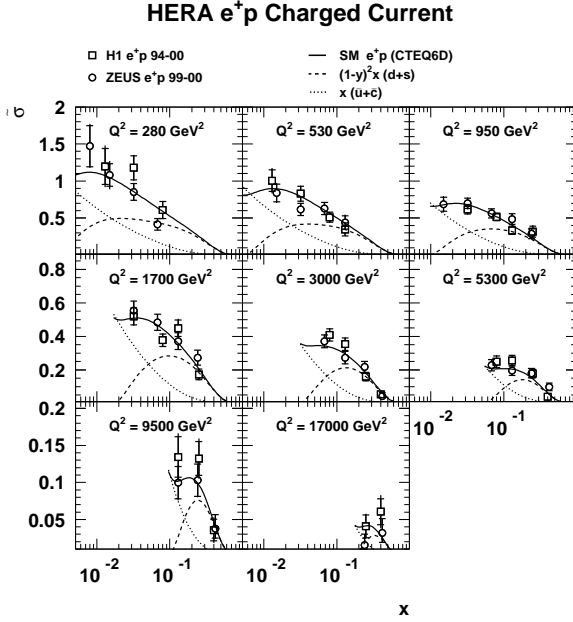 HERA e⁺p Charged Current
H1 e⁺p 94-00
ZEUS e⁺p 99-00
SM e⁺p (CTEQ6D)
(1-y)²x (d+s)
x (ū+c̄)
σ̃
Q² = 280 GeV²
Q² = 530 GeV²
Q² = 950 GeV²
2
1.5
1
0.5
Q² = 1700 GeV²
Q² = 3000 GeV²
Q² = 5300 GeV²
0.8
0.6
0.4
0.2
Q² = 9500 GeV²
Q² = 17000 GeV²
10⁻² 10⁻¹
0.2
0.15
0.1
0.05
10⁻² 10⁻¹ 10⁻² 10⁻¹
x